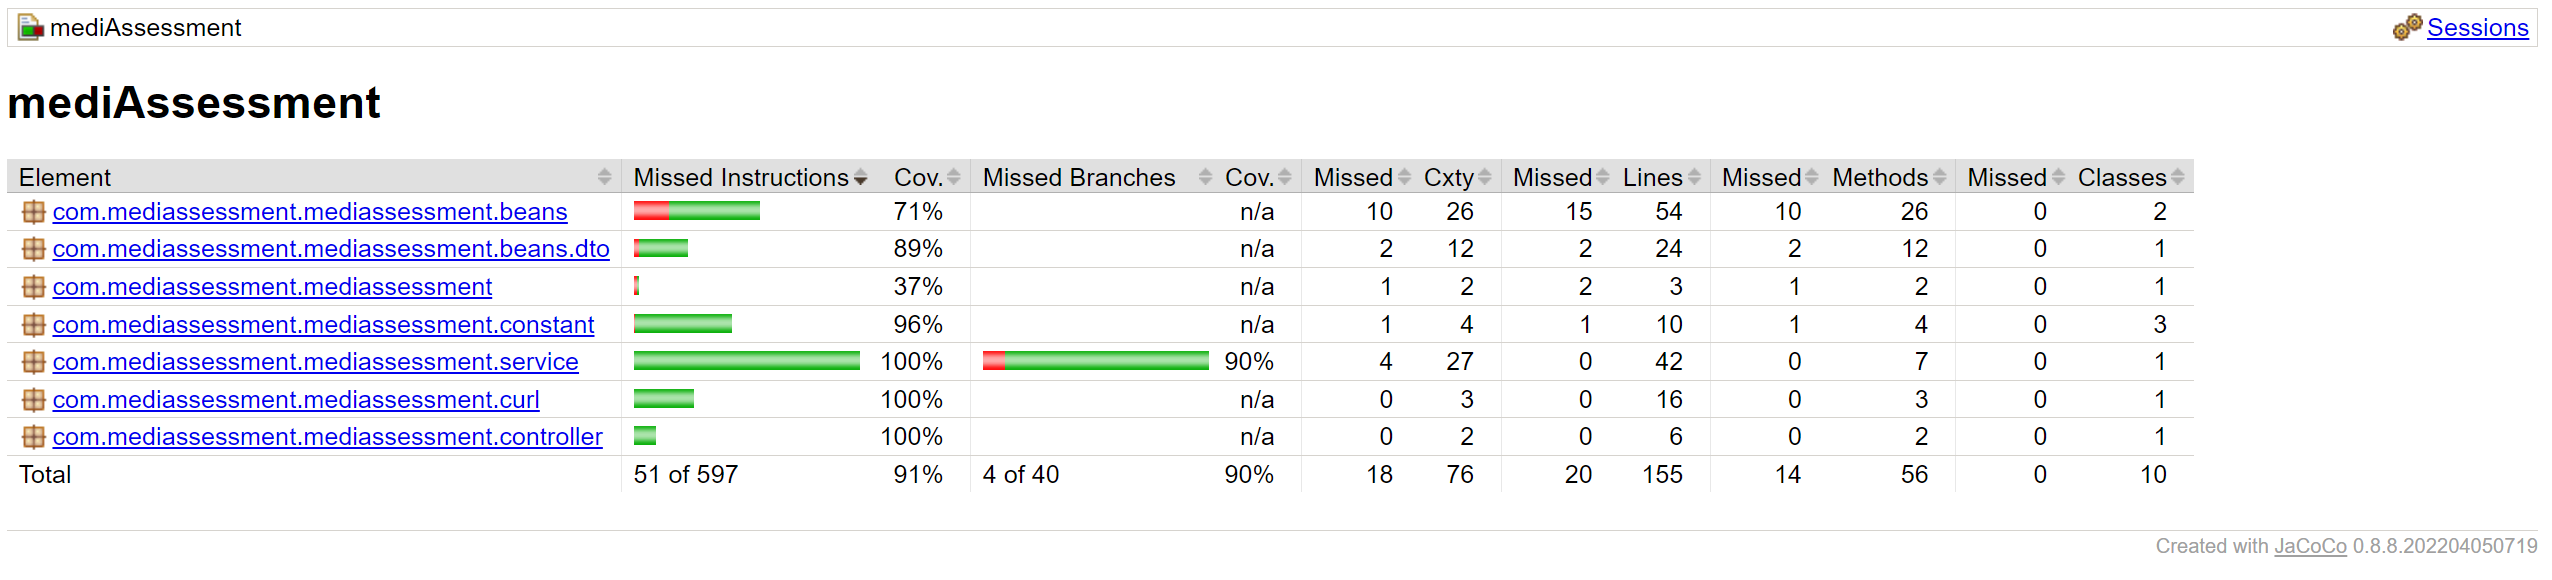 mediAssessment Sessions
mediAssessment
Element Missed Instructions Cov. Missed Branches Cov. Missed Cxty Missed Lines Missed Methods Missed Classes
com.mediassessment.mediassessment.beans 71% n/a 10 26 15 54 10 26 0 2
com.mediassessment.mediassessment.beans.dto 89% n/a 2 12 2 24 2 12 0 1
com.mediassessment.mediassessment 37% n/a 1 2 2 3 1 2 0 1
com.mediassessment.mediassessment.constant 96% n/a 1 4 1 10 1 4 0 3
com.mediassessment.mediassessment.service 100% 90% 4 27 0 42 0 7 0 1
com.mediassessment.mediassessment.curl 100% n/a 0 3 0 16 0 3 0 1
com.mediassessment.mediassessment.controller 100% n/a 0 2 0 6 0 2 0 1
Total 51 of 597 91% 4 of 40 90% 18 76 20 155 14 56 0 10
Created with JaCoCo 0.8.8.202204050719